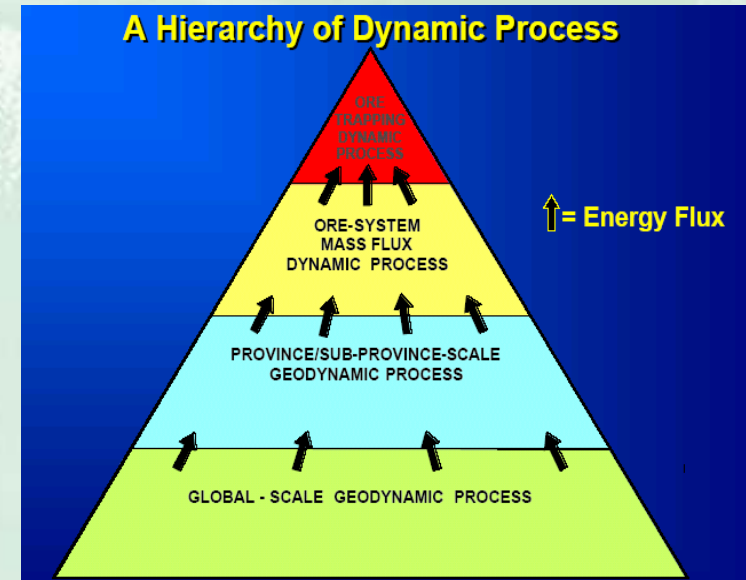 A Hierarchy of Dynamic Process
ORE
TRAPPING
DYNAMIC
PROCESS
= Energy Flux
ORE-SYSTEM
MASS FLUX
DYNAMIC PROCESS
PROVINCE/SUB-PROVINCE-SCALE
GEODYNAMIC PROCESS
GLOBAL - SCALE GEODYNAMIC PROCESS